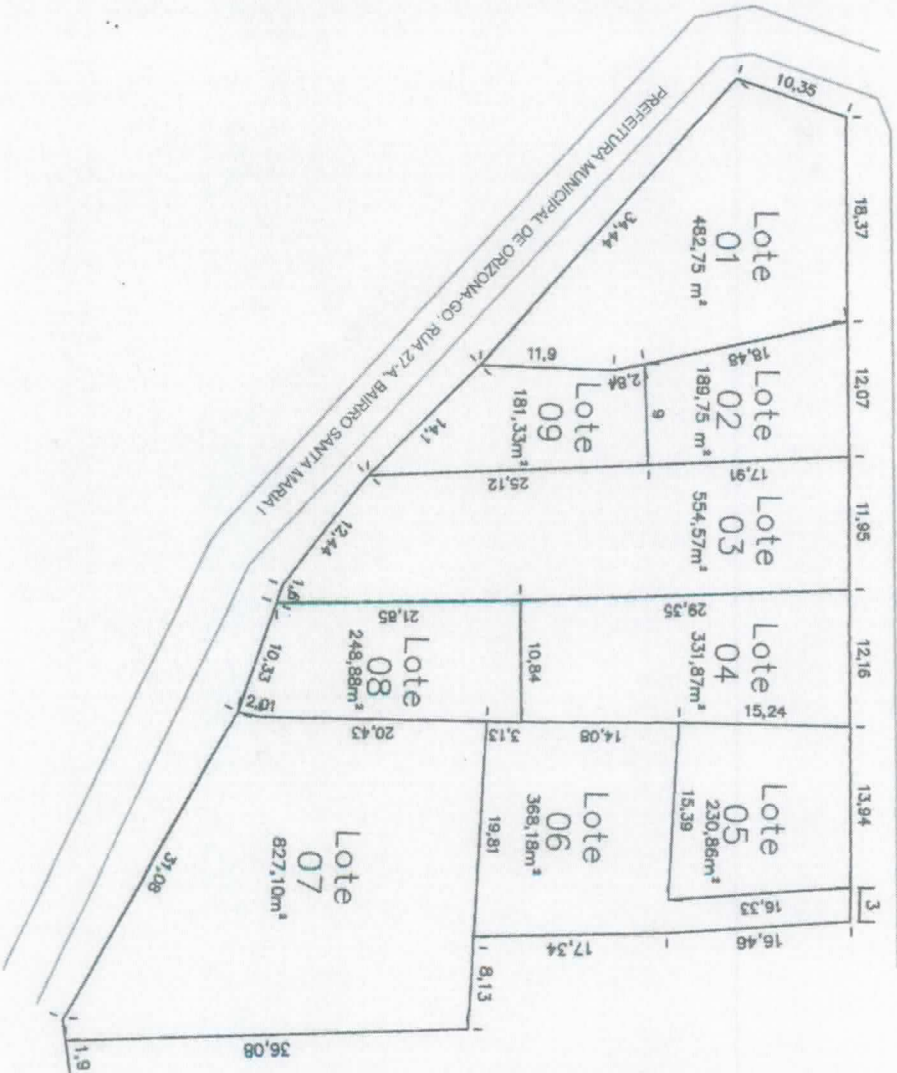 10,35
PREFEITURA MUNICIPAL DE ORIZONA-GO, RUA 27-A, BAIRRO SANTA MARIA I
34,44
18,37
Lote
01
482,75 m²
18,48
12,07
Lote
02
189,75 m²
9
17,91
11,9
2,84
Lote
09
181,33m²
14,1
25,12
11,95
Lote
03
554,57m²
12,44
1,61
21,85
29,35
12,16
Lote
04
331,87m²
10,84
15,24
Lote
08
248,88m²
10,33
2,01
20,43
3,13
14,08
13,94
Lote
05
230,86m²
15,39
16,33
3
Lote
06
368,18m²
19,81
17,34
16,46
Lote
07
827,10m²
31,08
8,13
36,08
1,9